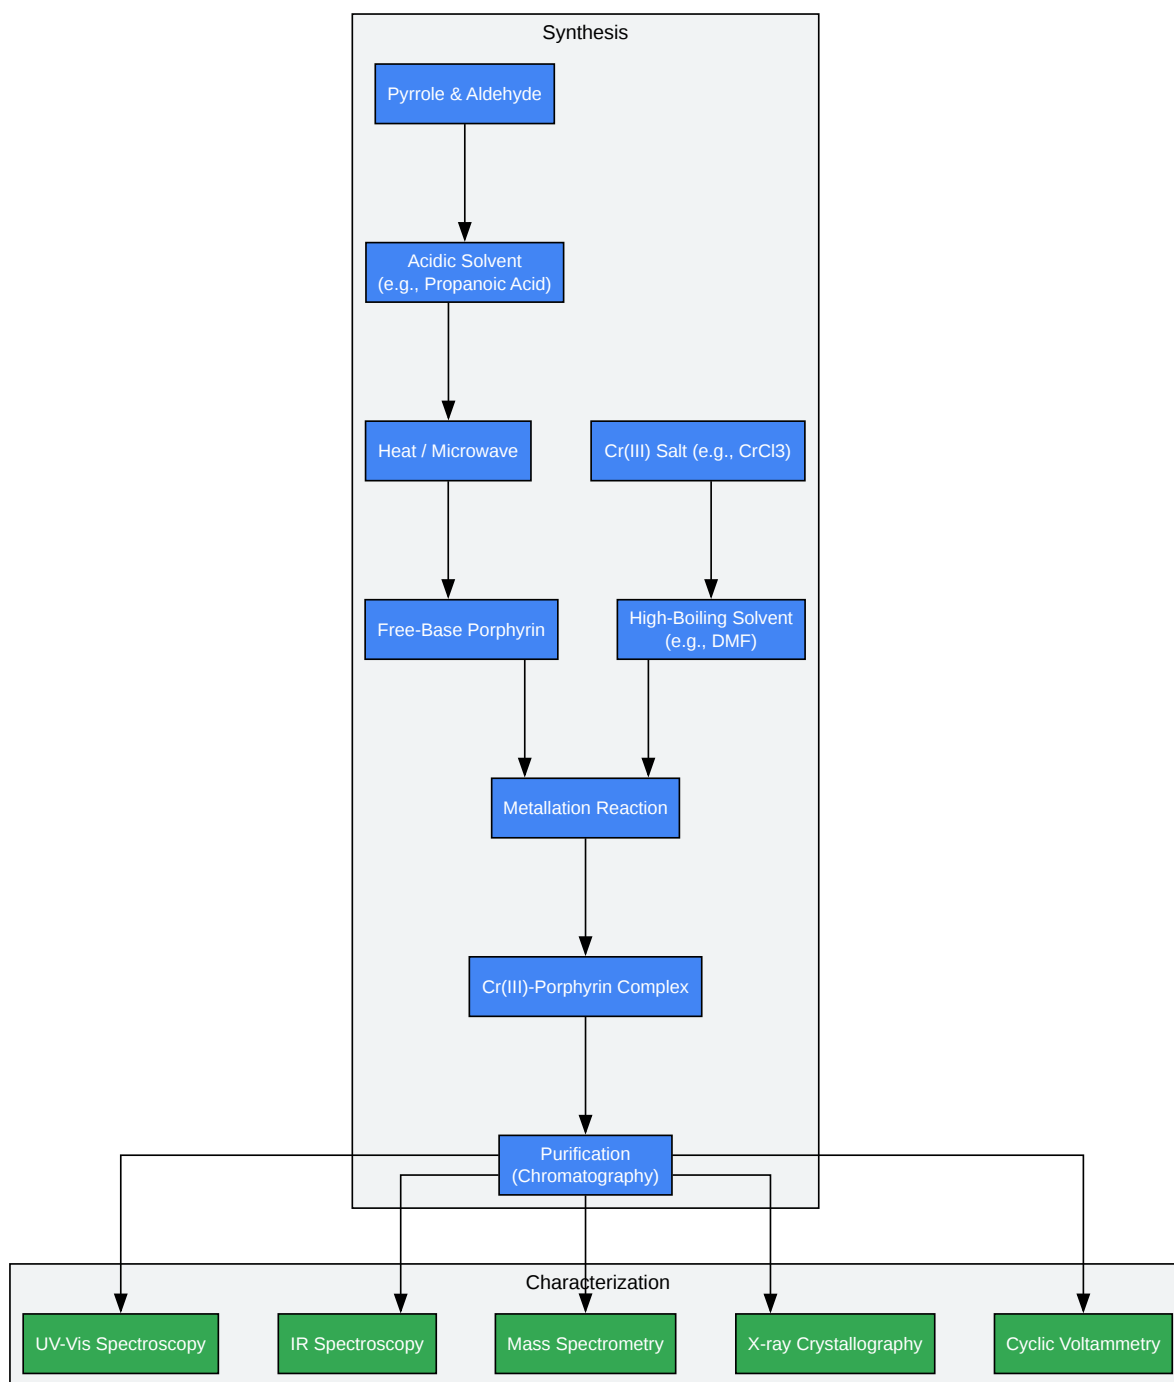 Synthesis
Pyrrole & Aldehyde
Acidic Solvent
(e.g., Propanoic Acid)
Heat / Microwave
Cr(III) Salt (e.g., CrCl3)
Free-Base Porphyrin
High-Boiling Solvent
(e.g., DMF)
Metallation Reaction
Cr(III)-Porphyrin Complex
Purification
(Chromatography)
Characterization
UV-Vis Spectroscopy
IR Spectroscopy
Mass Spectrometry
X-ray Crystallography
Cyclic Voltammetry